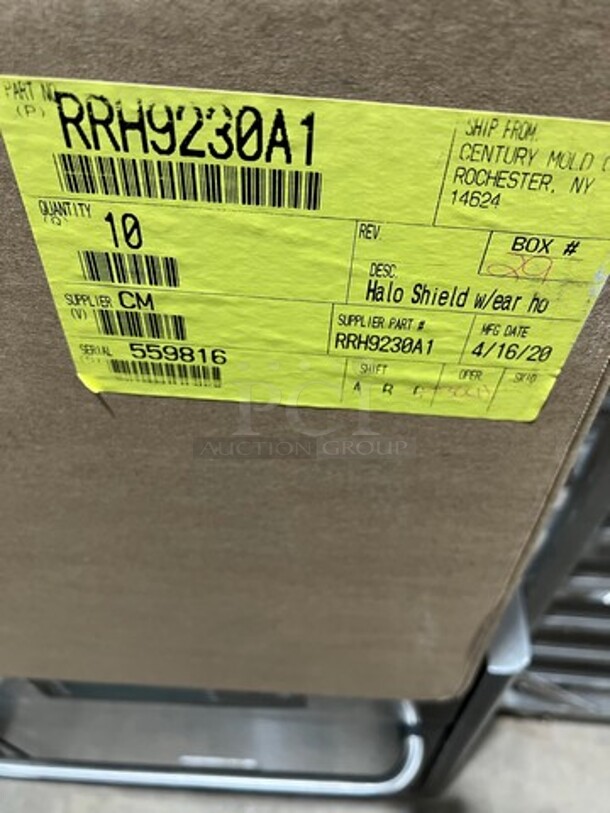 PART NO
(P)
RRH9230A1
SHIP FROM
CENTURY MOLD
ROCHESTER, NY
14624
QUANTITY
(Q)
10
REV.
BOX #
29
DESC.
Halo Shield w/ear ho
SUPPLIER
(V)
CM
SUPPLIER PART #
RRH9230A1
MFG DATE
4/16/20
SERIAL
559816
SHIFT
A B C
OPER
SKID
PCI
AUCTION GROUP